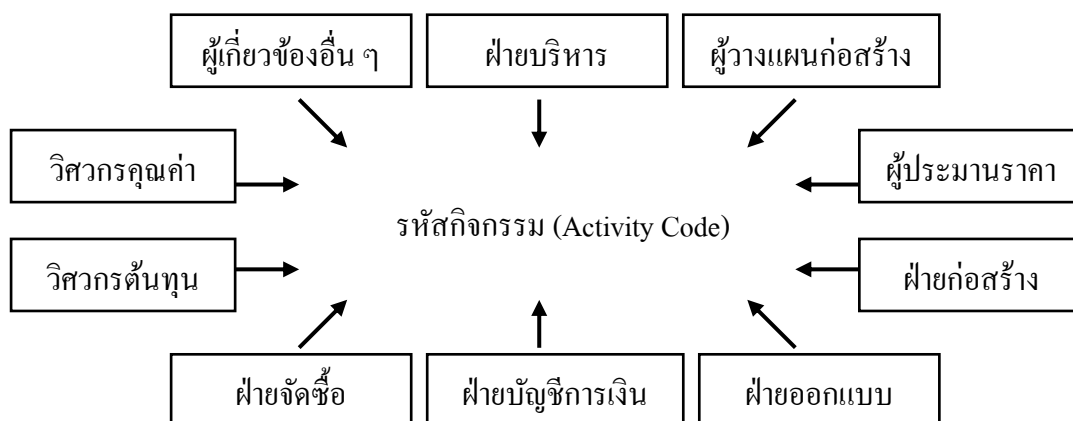 ผู้เกี่ยวข้องอื่น ๆ
ฝ่ายบริหาร
ผู้วางแผนก่อสร้าง
วิศวกรคุณค่า
ผู้ประมานราคา
รหัสกิจกรรม (Activity Code)
วิศวกรต้นทุน
ฝ่ายก่อสร้าง
ฝ่ายจัดซื้อ
ฝ่ายบัญชีการเงิน
ฝ่ายออกแบบ